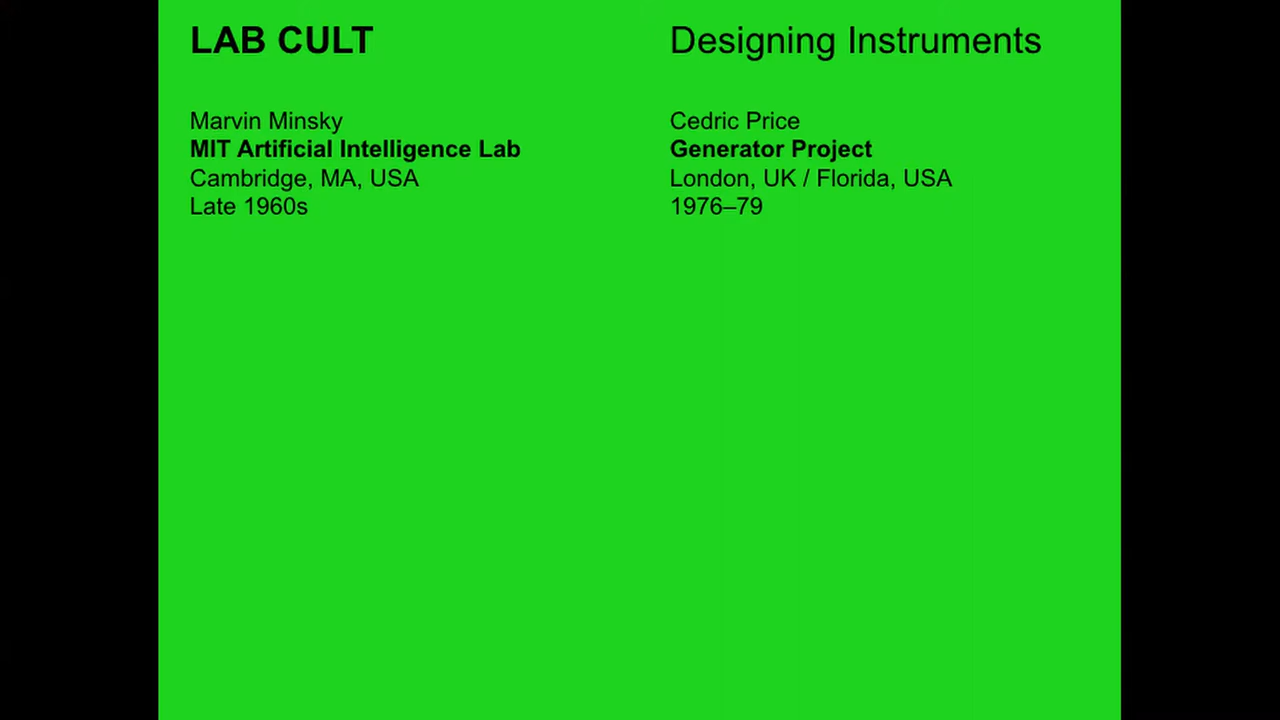 LAB CULT
Marvin Minsky
MIT Artificial Intelligence Lab
Cambridge, MA, USA
Late 1960s
Designing Instruments
Cedric Price
Generator Project
London, UK / Florida, USA
1976–79